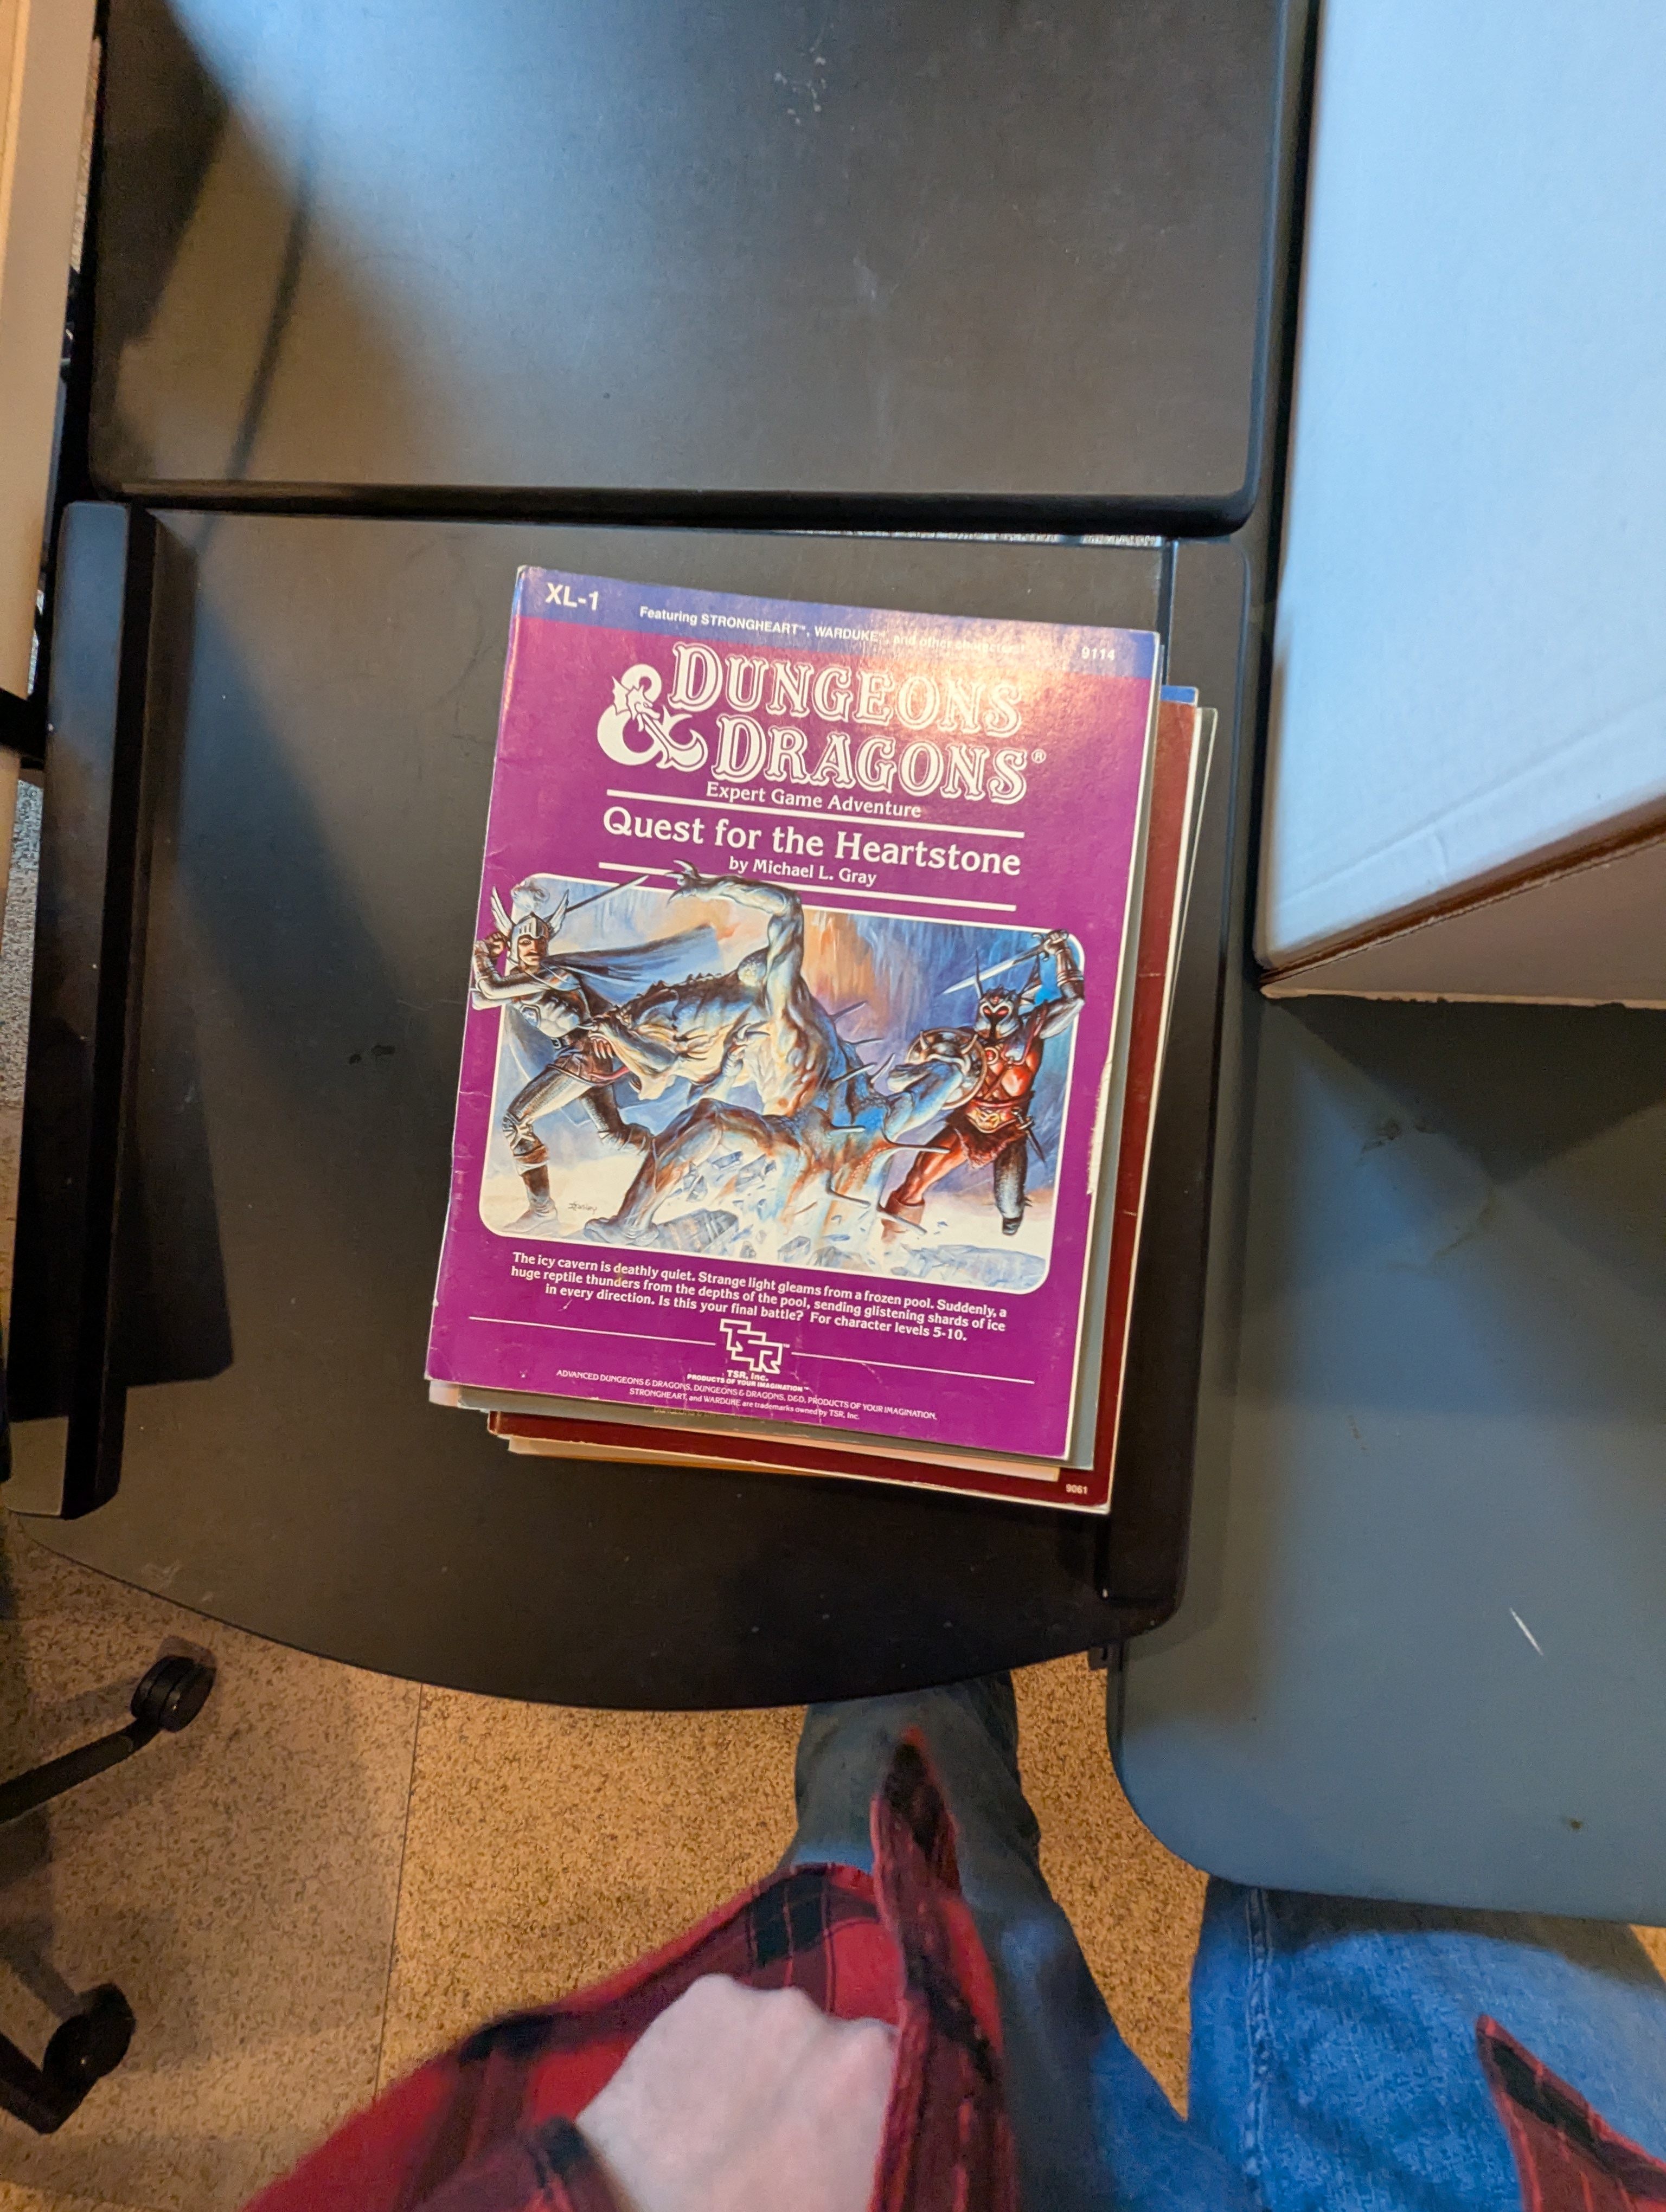 XL-1
Featuring STRONGHEART™, WARDUKE™, and other characters!
9114
DUNGEONS
& DRAGONS®
Expert Game Adventure
Quest for the Heartstone
by Michael L. Gray
The icy cavern is deathly quiet. Strange light gleams from a frozen pool. Suddenly, a
huge reptile thunders from the depths of the pool, sending glistening shards of ice
in every direction. Is this your final battle? For character levels 5-10.
TSR
TSR, Inc.
PRODUCTS OF YOUR IMAGINATION™
ADVANCED DUNGEONS & DRAGONS, DUNGEONS & DRAGONS, D&D, PRODUCTS OF YOUR IMAGINATION,
STRONGHEART, and WARDUKE are trademarks owned by TSR, Inc.
9061